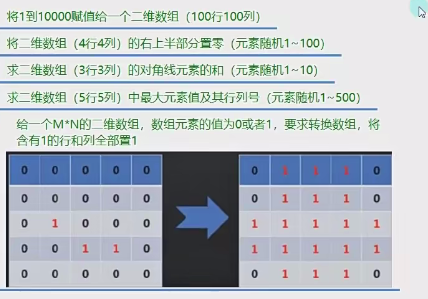 将1到10000赋值给一个二维数组（100行100列）
将二维数组（4行4列）的右上半部分置零（元素随机1~100）
求二维数组（3行3列）的对角线元素的和（元素随机1~10）
求二维数组（5行5列）中最大元素值及其行列号（元素随机1~500）
给一个M*N的二维数组，数组元素的值为0或者1，要求转换数组，将
含有1的行和列全部置1
0 0 0 0 0 0 1 1 1 0
0 0 0 0 0 0 1 1 1 0
0 1 0 0 0 1 1 1 1 1
0 0 1 1 0 1 1 1 1 1
0 0 0 0 0 0 1 1 1 0